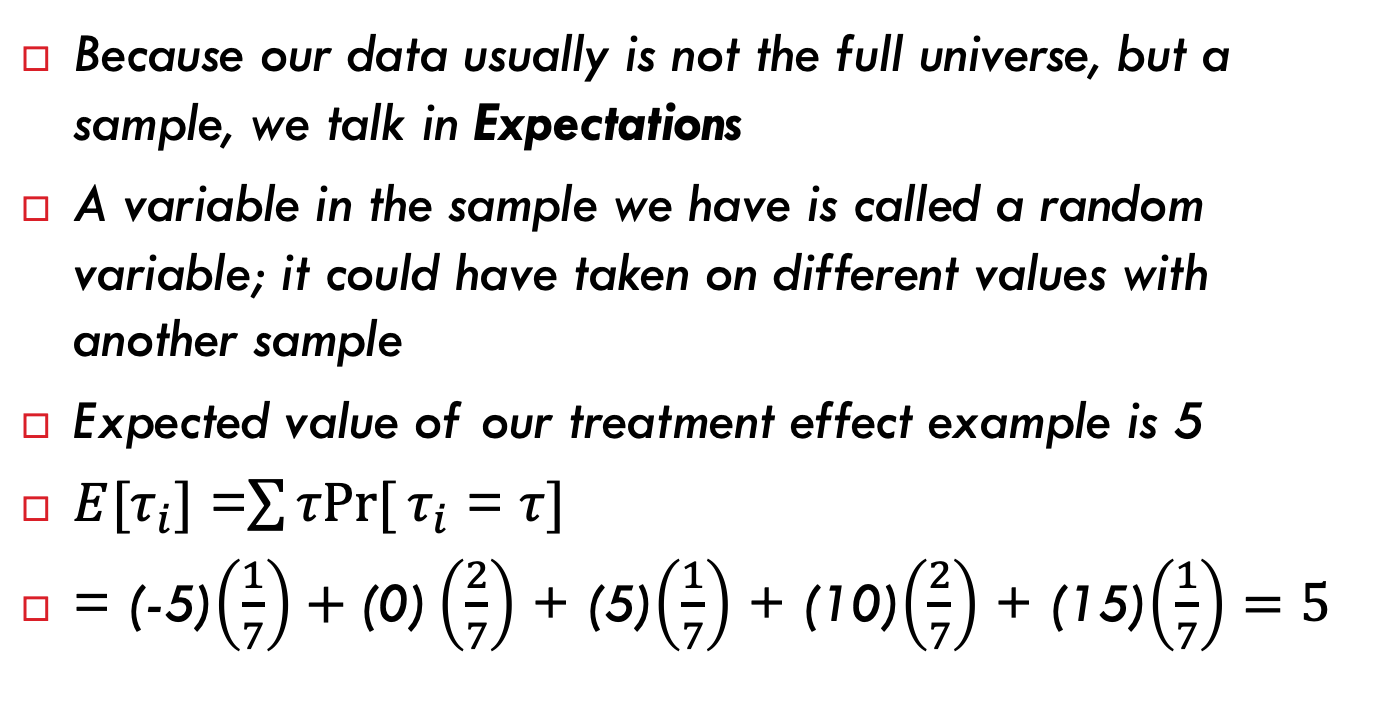 □ Because our data usually is not the full universe, but a
sample, we talk in Expectations
□ A variable in the sample we have is called a random
variable; it could have taken on different values with
another sample
□ Expected value of our treatment effect example is 5
□ E[τᵢ] =∑ τPr[ τᵢ = τ]
□ = (-5)(1/7) + (0) (2/7) + (5)(1/7) + (10)(2/7) + (15)(1/7) = 5